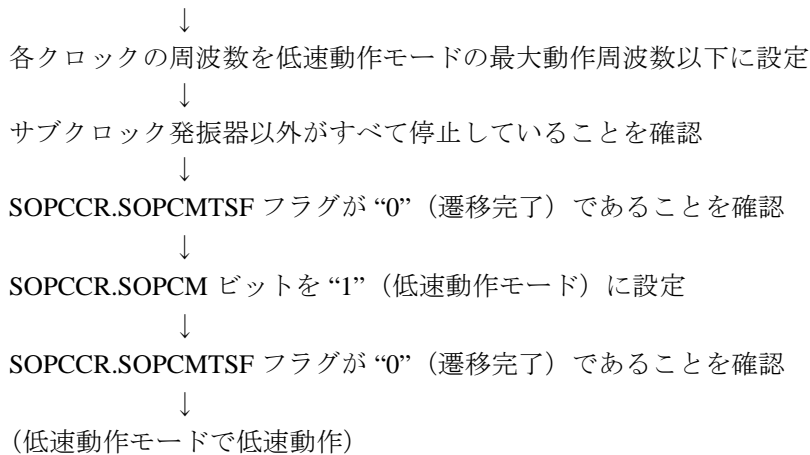 ↓
各クロックの周波数を低速動作モードの最大動作周波数以下に設定
↓
サブクロック発振器以外がすべて停止していることを確認
↓
SOPCCR.SOPCMTSF フラグが “0”（遷移完了）であることを確認
↓
SOPCCR.SOPCM ビットを “1”（低速動作モード）に設定
↓
SOPCCR.SOPCMTSF フラグが “0”（遷移完了）であることを確認
↓
（低速動作モードで低速動作）